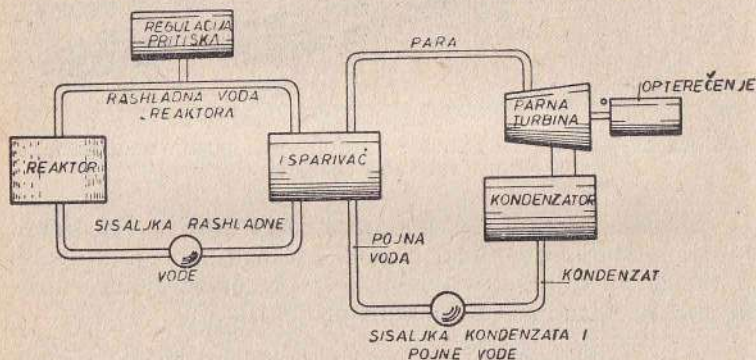 REGULACIJA
PRITISKA
RASHLADNA VODA
REAKTORA
REAKTOR
ISPARIVAČ
SISALJKA RASHLADNE
VODE
PARA
PARNA
TURBINA
OPTEREČENJE
KONDENZATOR
POJNA
VODA
KONDENZAT
SISALJKA KONDENZATA I
POJNE VODE